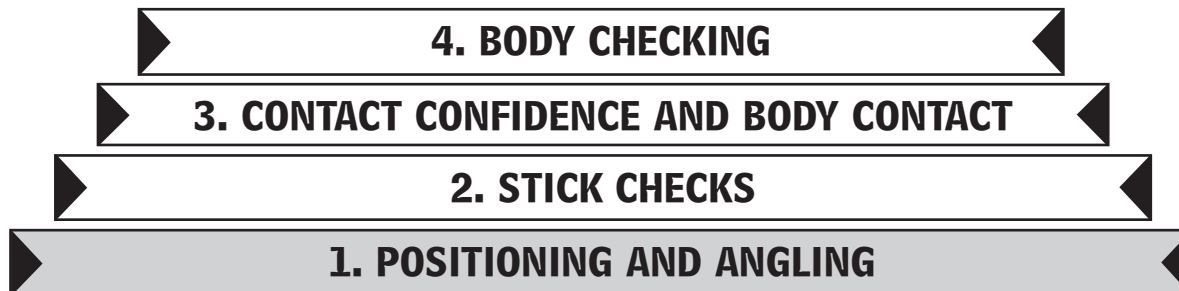 4. BODY CHECKING
3. CONTACT CONFIDENCE AND BODY CONTACT
2. STICK CHECKS
1. POSITIONING AND ANGLING